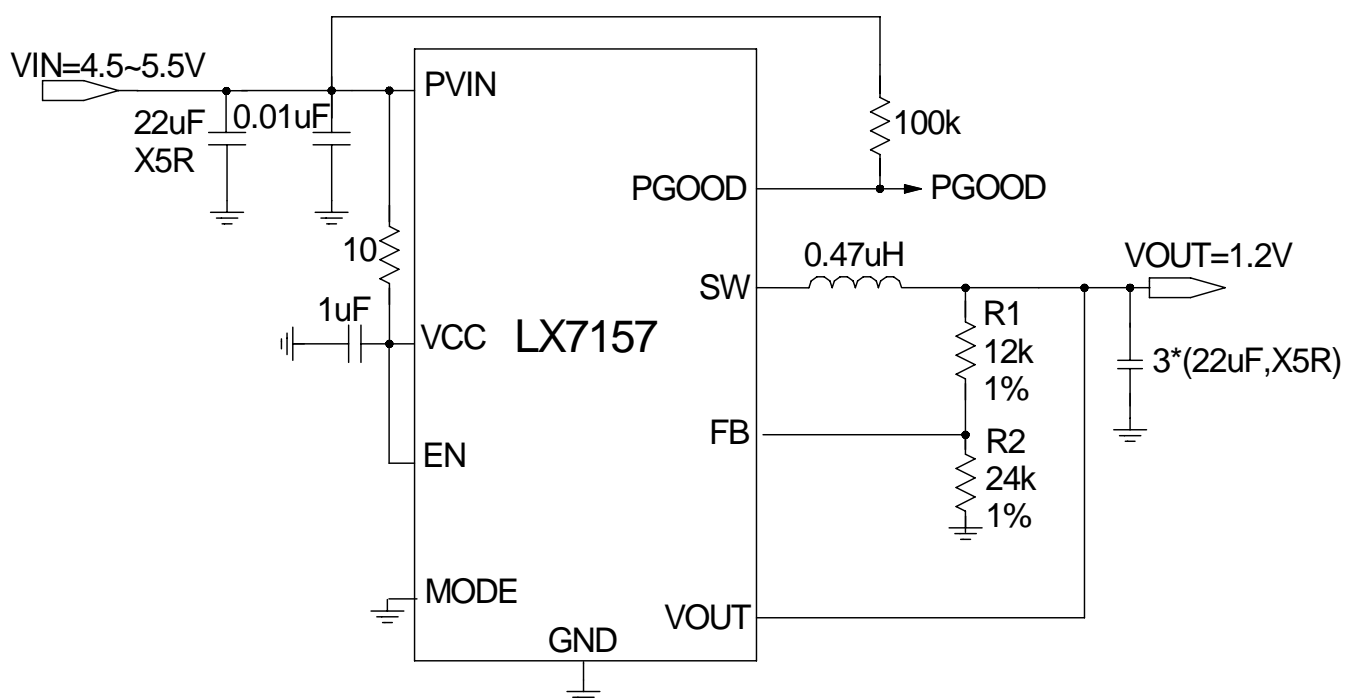 VIN=4.5~5.5V
PVIN
22uF
X5R
0.01uF
100k
PGOOD
PGOOD
10
0.47uH
VOUT=1.2V
SW
1uF
VCC
LX7157
R1
12k
1%
3*(22uF,X5R)
FB
EN
R2
24k
1%
MODE
VOUT
GND